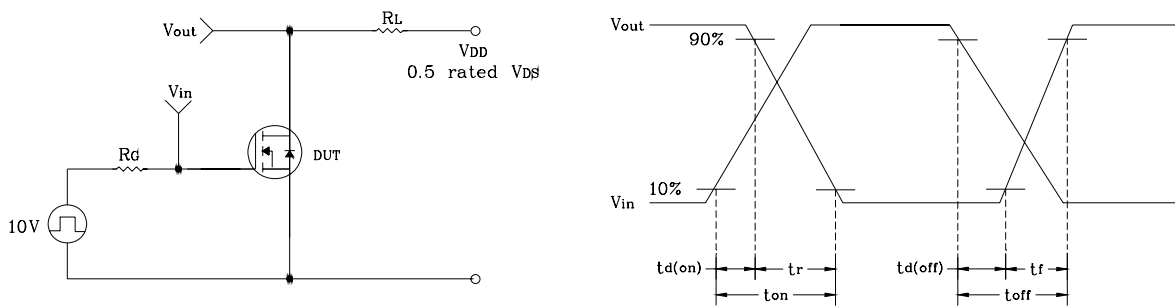 Vout
RL
VDD
0.5 rated VDS
Vin
RG
DUT
10V
Vout
90%
10%
Vin
td(on)
tr
td(off)
tf
ton
toff